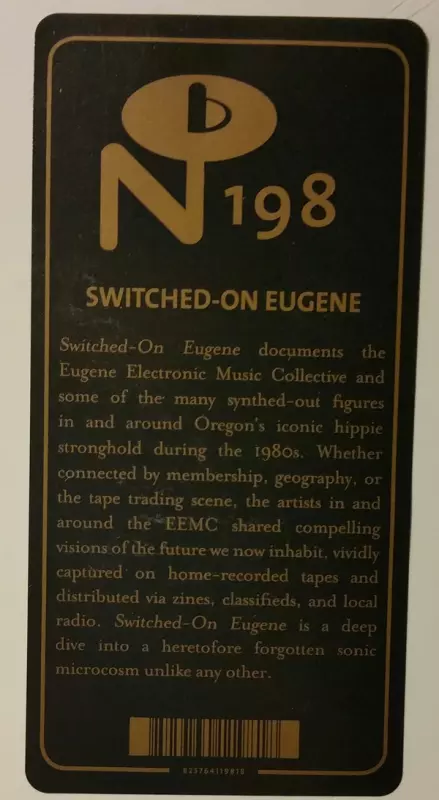 N 198
SWITCHED-ON EUGENE
Switched-On Eugene documents the
Eugene Electronic Music Collective and
some of the many synthed-out figures
in and around Oregon's iconic hippie
stronghold during the 1980s. Whether
connected by membership, geography, or
the tape trading scene, the artists in and
around the EEMC shared compelling
visions of the future we now inhabit, vividly
captured on home-recorded tapes and
distributed via zines, classifieds, and local
radio. Switched-On Eugene is a deep
dive into a heretofore forgotten sonic
microcosm unlike any other.